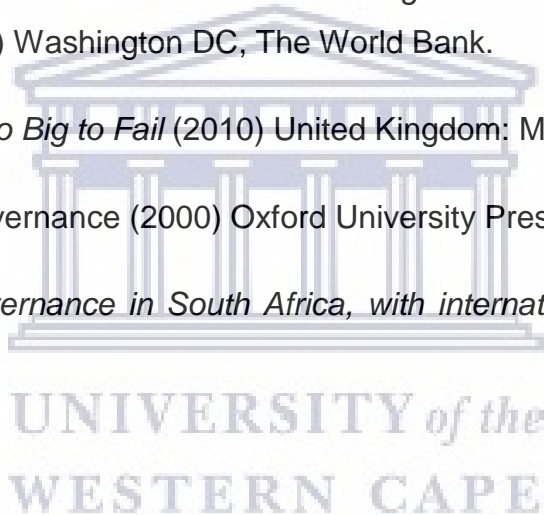 ) Washington DC, The World Bank.
o Big to Fail (2010) United Kingdom: M
vernance (2000) Oxford University Pres
vernance in South Africa, with internat
UNIVERSITY of the
WESTERN CAPE